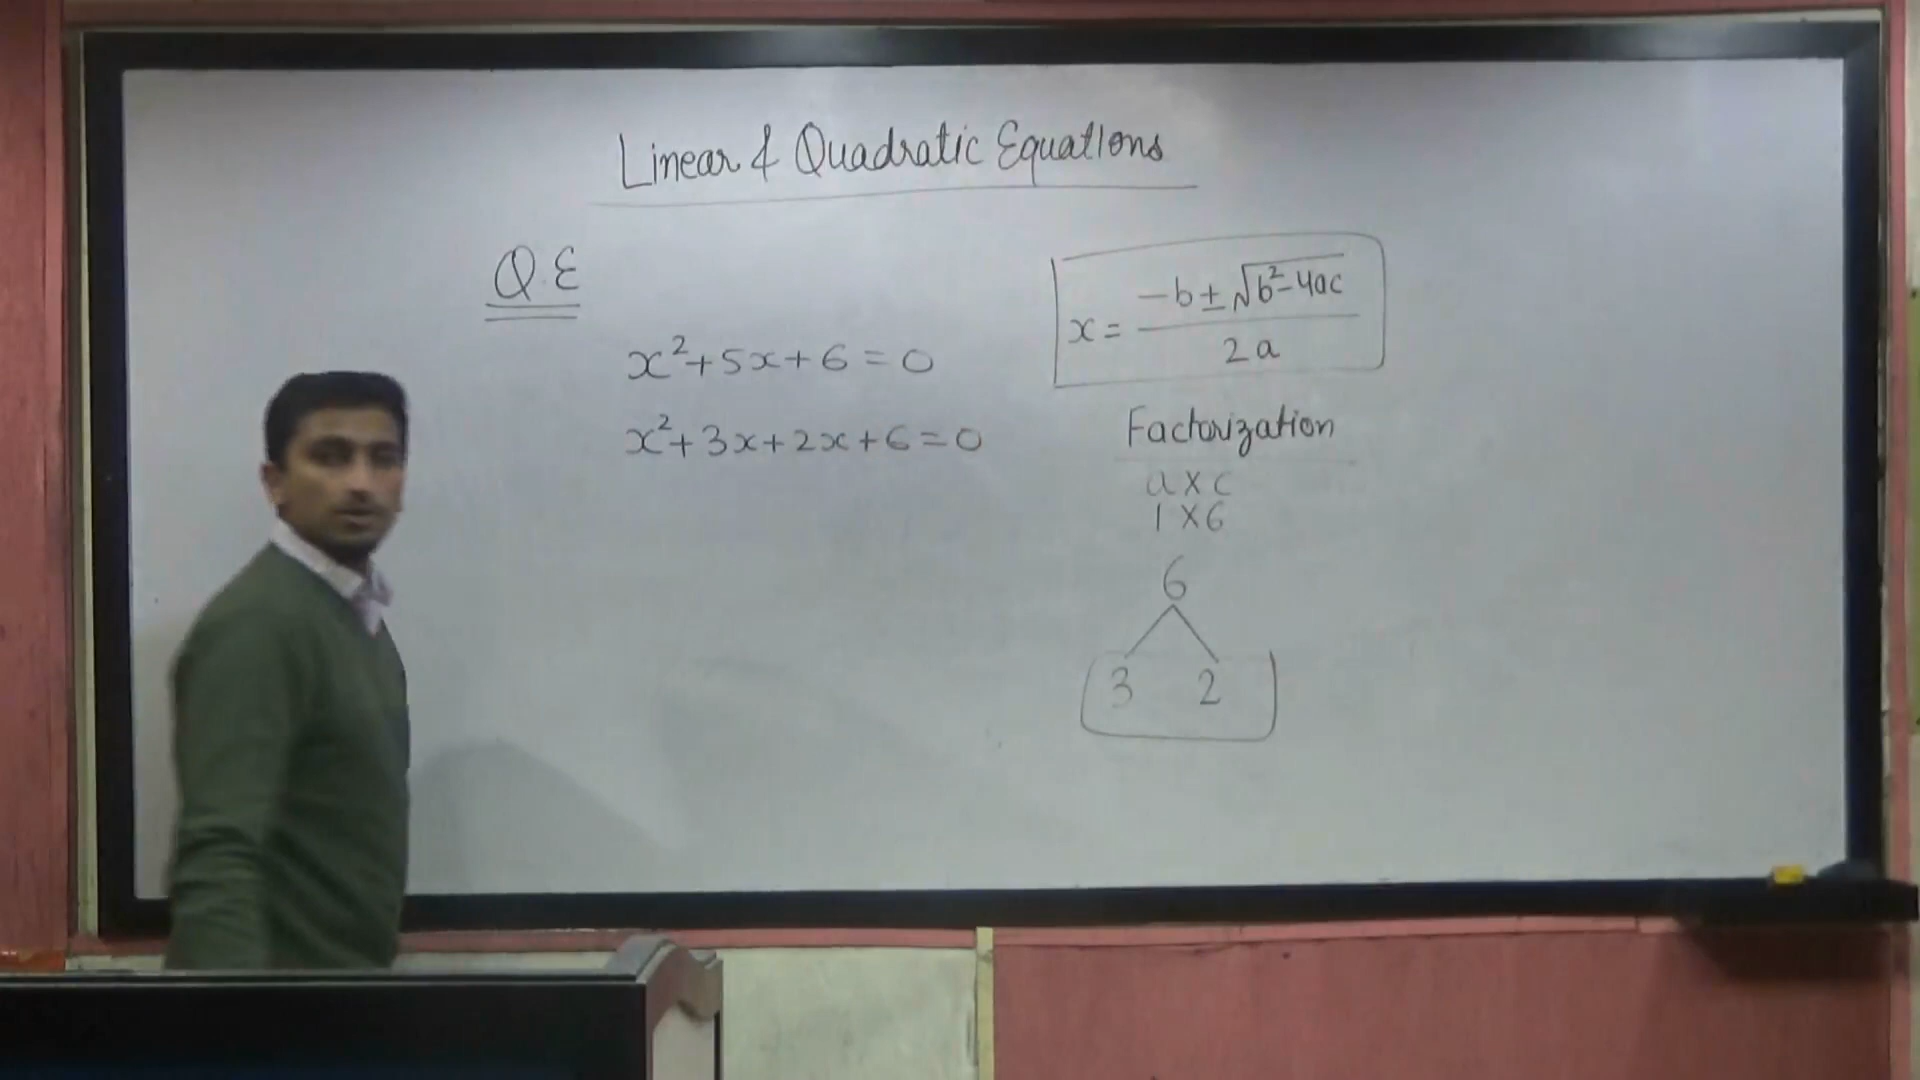 Linear & Quadratic Equations
Q.E
x²+5x+6=0
x²+3x+2x+6=0
x = (-b±√(b²-4ac))/(2a)
Factorization
a×c
1×6
6
3 2